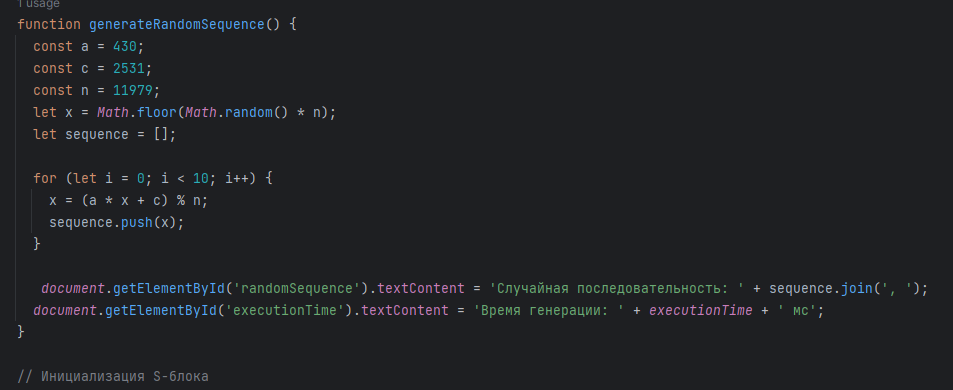 1 usage
function generateRandomSequence() {
const a = 430;
const c = 2531;
const n = 11979;
let x = Math.floor(Math.random() * n);
let sequence = [];
for (let i = 0; i < 10; i++) {
x = (a * x + c) % n;
sequence.push(x);
}
document.getElementById('randomSequence').textContent = 'Случайная последовательность: ' + sequence.join(', ');
document.getElementById('executionTime').textContent = 'Время генерации: ' + executionTime + ' мс';
}
// Инициализация S-блока